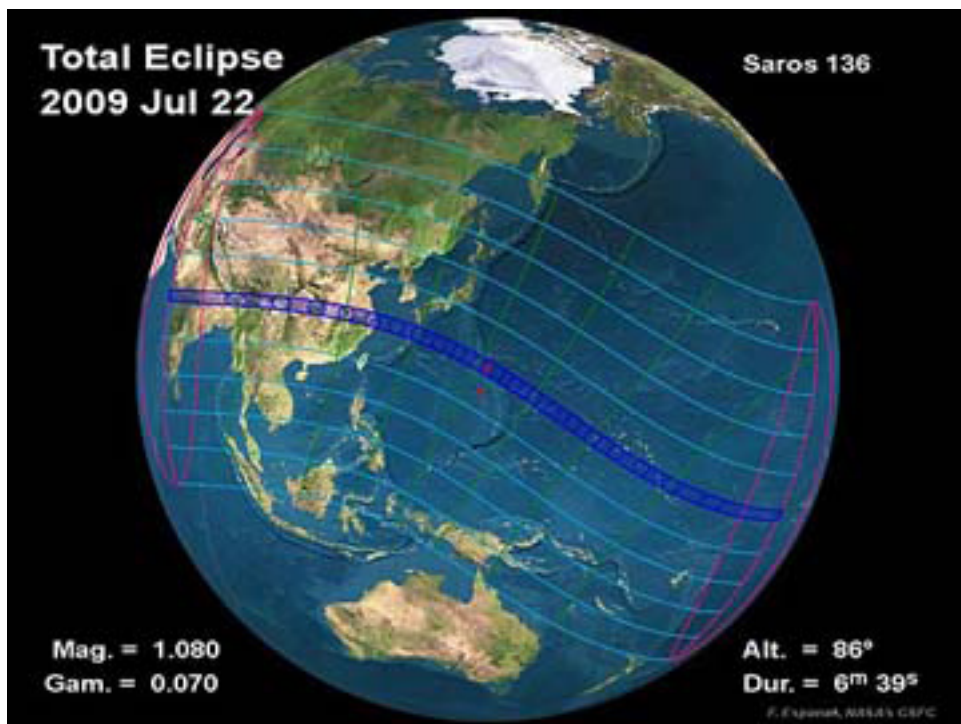 Total Eclipse
2009 Jul 22
Saros 136
Mag. = 1.080
Gam. = 0.070
Alt. = 86º
Dur. = 6m 39s
F. Espenak, NASA's GSFC